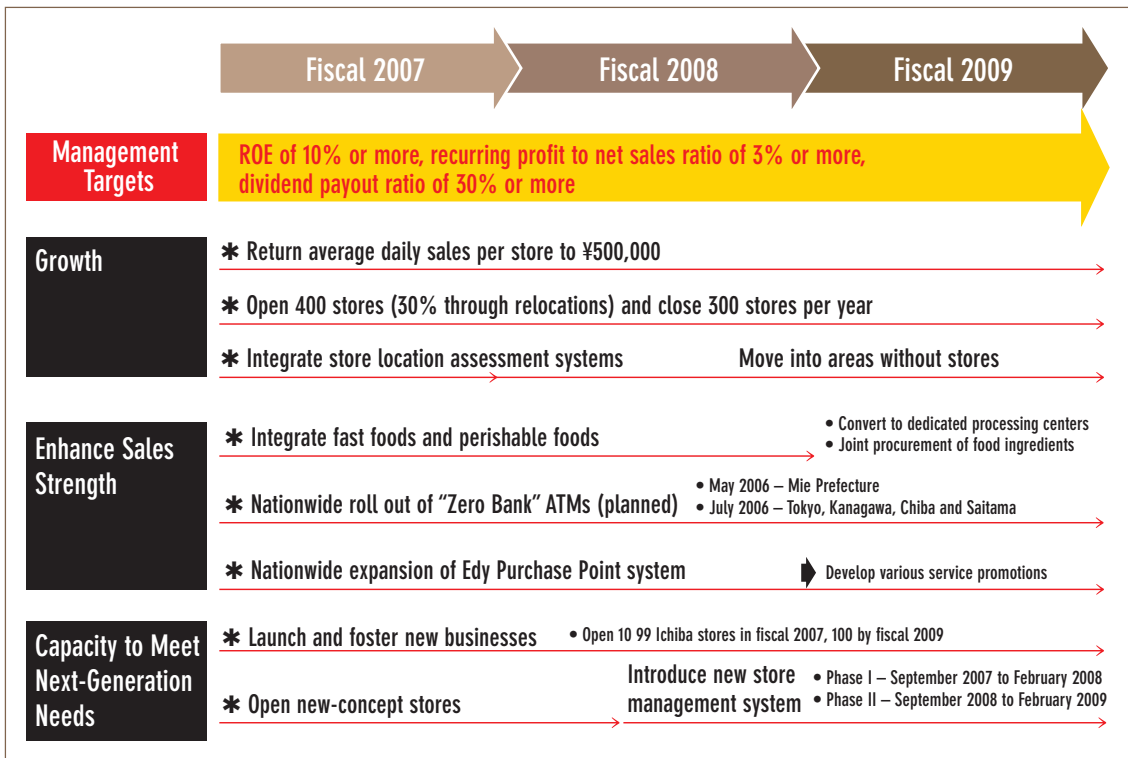 Fiscal 2007
Fiscal 2008
Fiscal 2009
Management
Targets
ROE of 10% or more, recurring profit to net sales ratio of 3% or more,
dividend payout ratio of 30% or more
Growth
✱ Return average daily sales per store to ¥500,000
✱ Open 400 stores (30% through relocations) and close 300 stores per year
✱ Integrate store location assessment systems
Move into areas without stores
Enhance Sales
Strength
✱ Integrate fast foods and perishable foods
• Convert to dedicated processing centers
• Joint procurement of food ingredients
✱ Nationwide roll out of “Zero Bank” ATMs (planned)
• May 2006 – Mie Prefecture
• July 2006 – Tokyo, Kanagawa, Chiba and Saitama
✱ Nationwide expansion of Edy Purchase Point system
Develop various service promotions
Capacity to Meet
Next-Generation
Needs
✱ Launch and foster new businesses
• Open 10 99 Ichiba stores in fiscal 2007, 100 by fiscal 2009
✱ Open new-concept stores
Introduce new store
management system
• Phase I – September 2007 to February 2008
• Phase II – September 2008 to February 2009